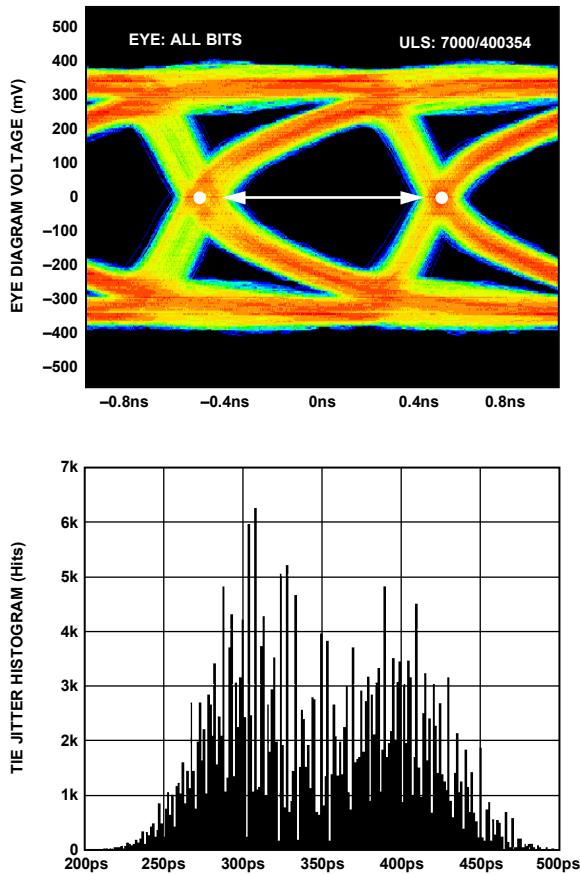 EYE: ALL BITS
ULS: 7000/400354
EYE DIAGRAM VOLTAGE (mV)
500
400
300
200
100
0
–100
–200
–300
–400
–500
–0.8ns –0.4ns 0ns 0.4ns 0.8ns
TIE JITTER HISTOGRAM (Hits)
7k
6k
5k
4k
3k
2k
1k
0
200ps 250ps 300ps 350ps 400ps 450ps 500ps